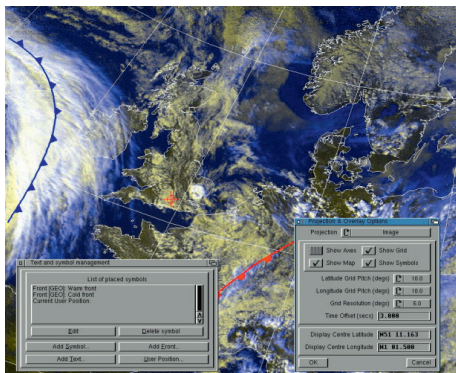 Projection & Overlay Options
Projection
Image
Show Axes
Show Grid
Show Map
Show Symbols
Latitude Grid Pitch (degs)
10.0
Longitude Grid Pitch (degs)
10.0
Grid Resolution (degs)
5.0
Time Offset (secs)
3.000
Display Centre Latitude
N51 11.163
Display Centre Longitude
W1 01.500
OK
Cancel
Text and symbol management
List of placed symbols
Front [GEO]: Warm front
Front [GEO]: Cold front
Current User Position:
Edit
Delete symbol
Add Symbol...
Add Front...
Add Text...
User Position...